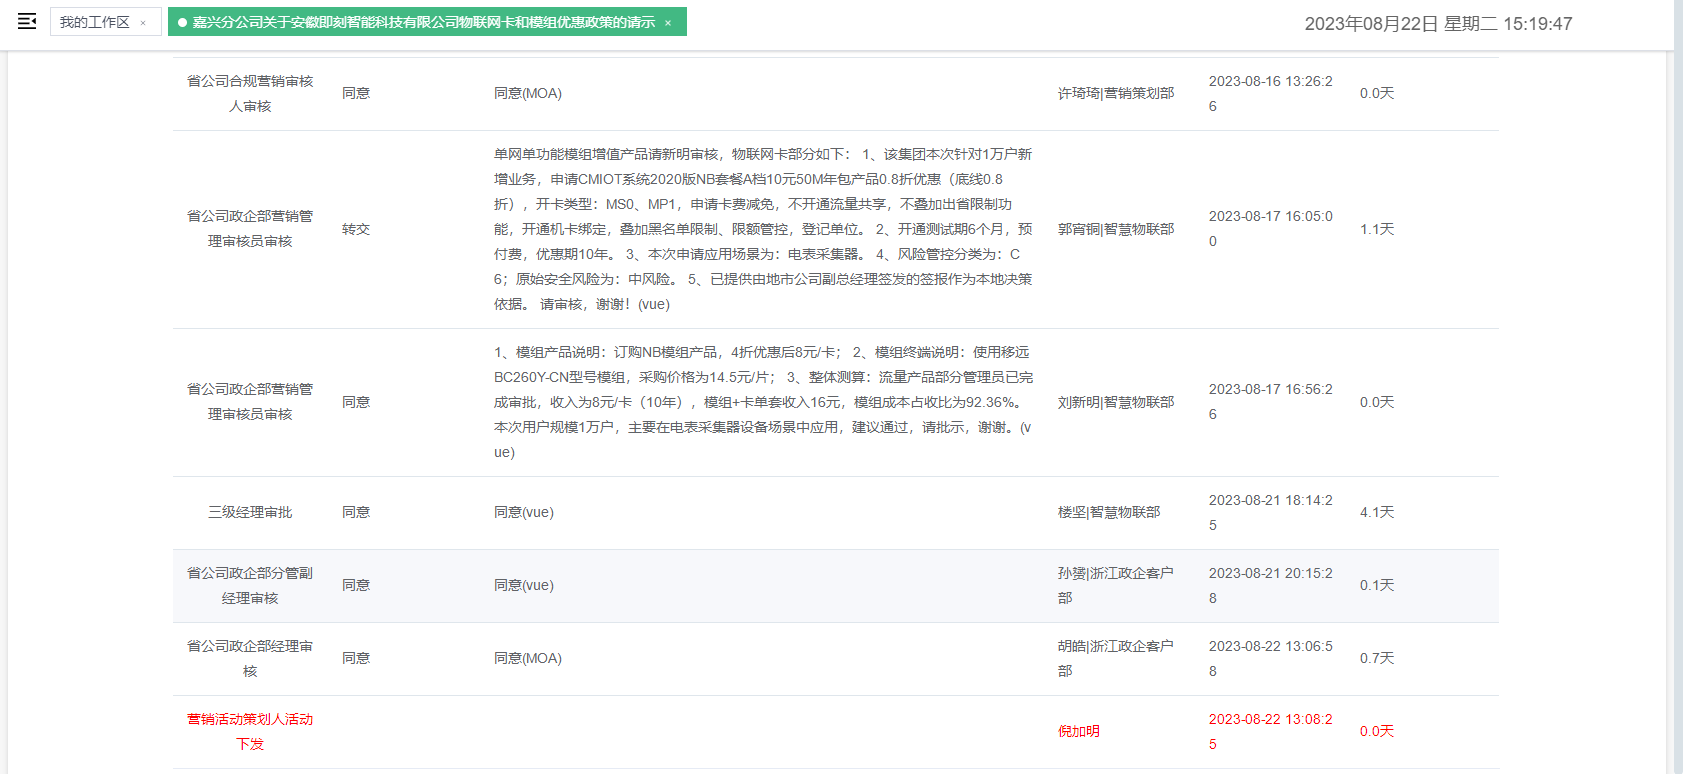 我的工作区 ×
嘉兴分公司关于安徽即刻智能科技有限公司物联网卡和模组优惠政策的请示 ×
2023年08月22日 星期二 15:19:47
省公司合规营销审核
人审核
同意
同意(MOA)
许琦琦|营销策划部
2023-08-16 13:26:2
6
0.0天
省公司政企部营销管
理审核员审核
转交
单网单功能模组增值产品请新明审核，物联网卡部分如下： 1、该集团本次针对1万户新
增业务，申请CMIOT系统2020版NB套餐A档10元50M年包产品0.8折优惠（底线0.8
折），开卡类型：MS0、MP1，申请卡费减免，不开通流量共享，不叠加出省限制功
能，开通机卡绑定，叠加黑名单限制、限额管控，登记单位。 2、开通测试期6个月，预
付费，优惠期10年。 3、本次申请应用场景为：电表采集器。 4、风险管控分类为：C
6；原始安全风险为：中风险。 5、已提供由地市公司副总经理签发的签报作为本地决策
依据。 请审核，谢谢！(vue)
郭宵铜|智慧物联部
2023-08-17 16:05:0
0
1.1天
省公司政企部营销管
理审核员审核
同意
1、模组产品说明：订购NB模组产品，4折优惠后8元/卡； 2、模组终端说明：使用移远
BC260Y-CN型号模组，采购价格为14.5元/片； 3、整体测算：流量产品部分管理员已完
成审批，收入为8元/卡（10年），模组+卡单套收入16元，模组成本占收比为92.36%。
本次用户规模1万户，主要在电表采集器设备场景中应用，建议通过，请批示，谢谢。(v
ue)
刘新明|智慧物联部
2023-08-17 16:56:2
6
0.0天
三级经理审批
同意
同意(vue)
楼坚|智慧物联部
2023-08-21 18:14:2
5
4.1天
省公司政企部分管副
经理审核
同意
同意(vue)
孙赟|浙江政企客户
部
2023-08-21 20:15:2
8
0.1天
省公司政企部经理审
核
同意
同意(MOA)
胡皓|浙江政企客户
部
2023-08-22 13:06:5
8
0.7天
营销活动策划人活动
下发
倪加明
2023-08-22 13:08:2
5
0.0天